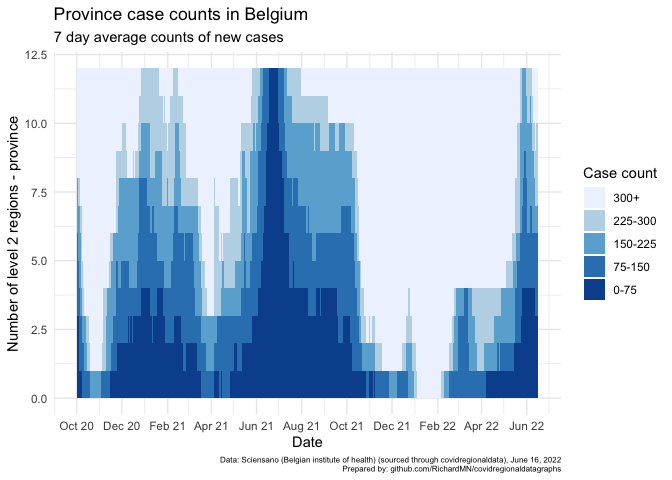 Province case counts in Belgium
7 day average counts of new cases
12.5
10.0
7.5
5.0
2.5
0.0
Number of level 2 regions - province
Oct 20 Dec 20 Feb 21 Apr 21 Jun 21 Aug 21 Oct 21 Dec 21 Feb 22 Apr 22 Jun 22
Date
Case count
300+
225-300
150-225
75-150
0-75
Data: Sciensano (Belgian institute of health) (sourced through covidregionaldata), June 16, 2022
Prepared by: github.com/RichardMN/covidregionaldatagraphs